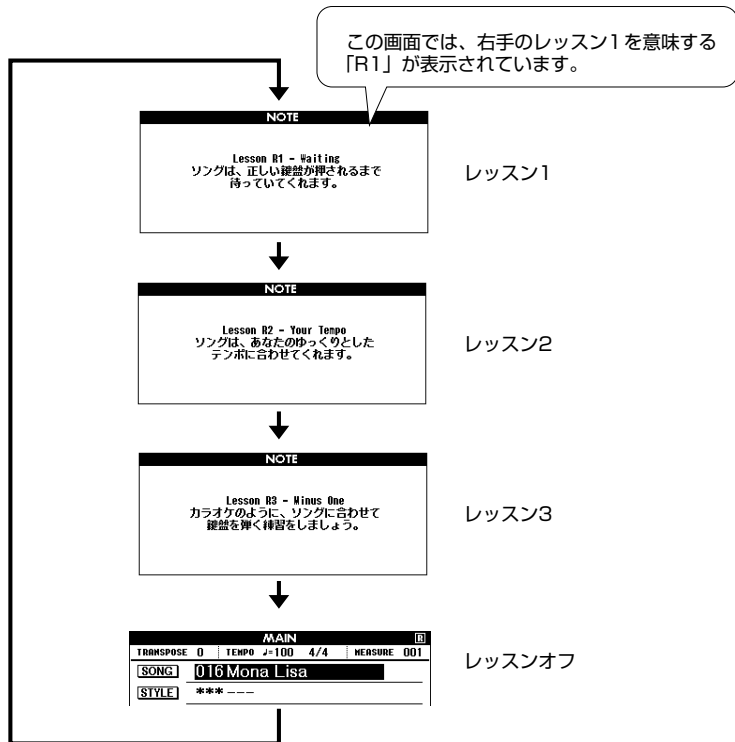 この画面では、右手のレッスン1を意味する
「R1」が表示されています。
NOTE
Lesson R1 - Waiting
ソングは、正しい鍵盤が押されるまで
待っていてくれます。
レッスン1
NOTE
Lesson R2 - Your Tempo
ソングは、あなたのゆっくりとした
テンポに合わせてくれます。
レッスン2
NOTE
Lesson R3 - Minus One
カラオケのように、ソングに合わせて
鍵盤を弾く練習をしましょう。
レッスン3
MAIN R
TRANSPOSE 0 TEMPO ♩=100 4/4 MEASURE 001
SONG 016 Mona Lisa
STYLE *** ---
レッスンオフ